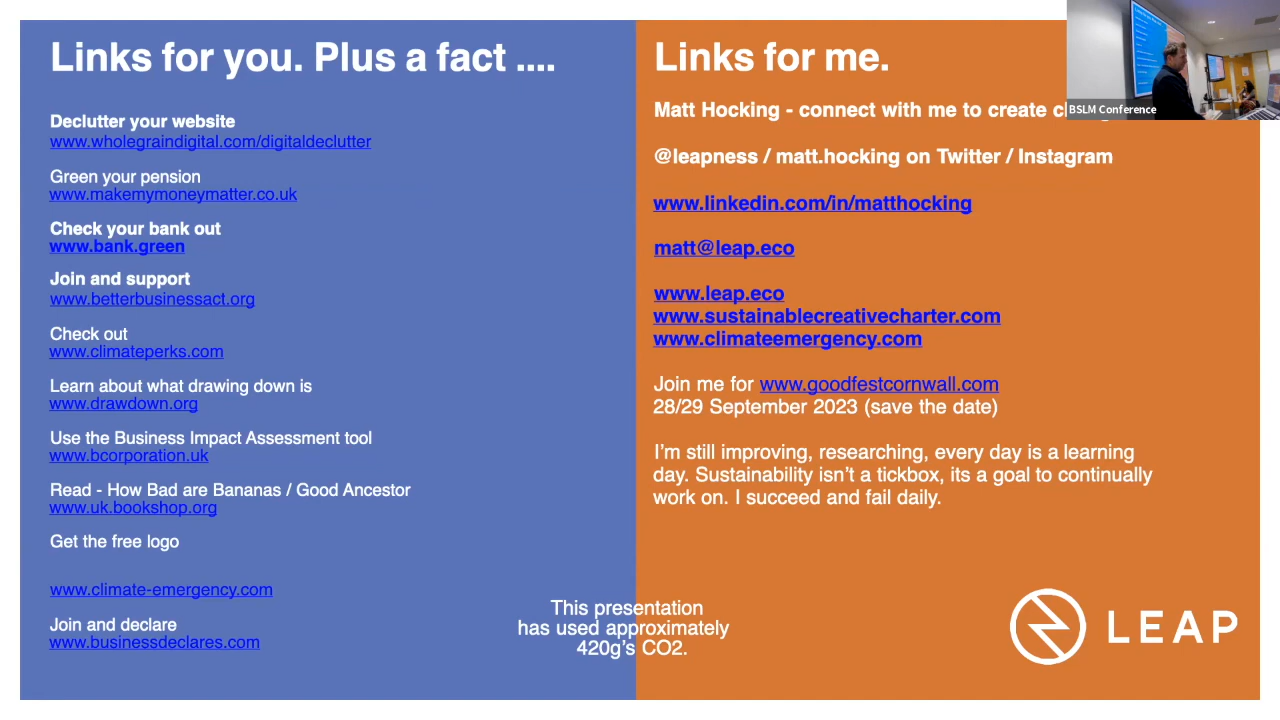 Links for you. Plus a fact ....
Declutter your website
www.wholegraindigital.com/digitaldeclutter
Green your pension
www.makemymoneymatter.co.uk
Check your bank out
www.bank.green
Join and support
www.betterbusinessact.org
Check out
www.climateperks.com
Learn about what drawing down is
www.drawdown.org
Use the Business Impact Assessment tool
www.bcorporation.uk
Read - How Bad are Bananas / Good Ancestor
www.uk.bookshop.org
Get the free logo
www.climate-emergency.com
Join and declare
www.businessdeclares.com
This presentation
has used approximately
420g's CO2.
Links for me.
Matt Hocking - connect with me to create
@leapness / matt.hocking on Twitter / Instagram
www.linkedin.com/in/matthocking
matt@leap.eco
www.leap.eco
www.sustainablecreativecharter.com
www.climateemergency.com
Join me for www.goodfestcornwall.com
28/29 September 2023 (save the date)
I'm still improving, researching, every day is a learning
day. Sustainability isn't a tickbox, its a goal to continually
work on. I succeed and fail daily.
LEAP
BSLM Conference